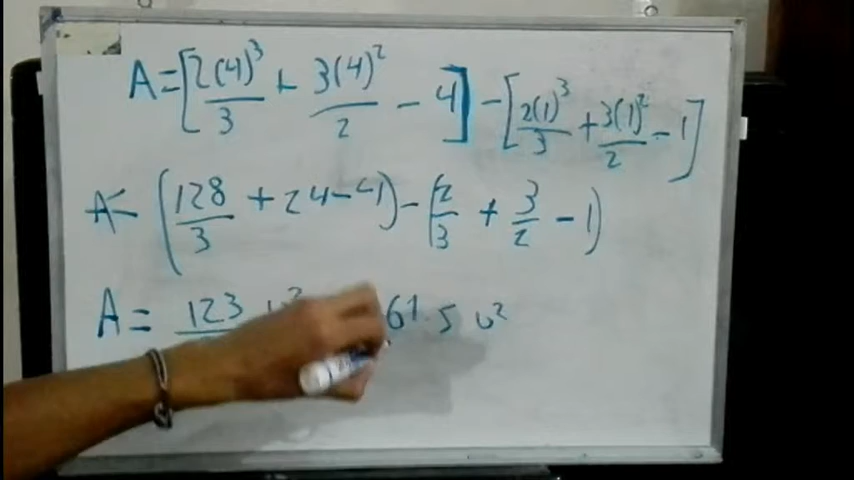 A=[2(4)³/3 + 3(4)²/2 - 4] - [2(1)³/3 + 3(1)²/2 - 1]
A= (128/3 + 24-4) - (2/3 + 3/2 - 1)
A= 123 61.5 u²